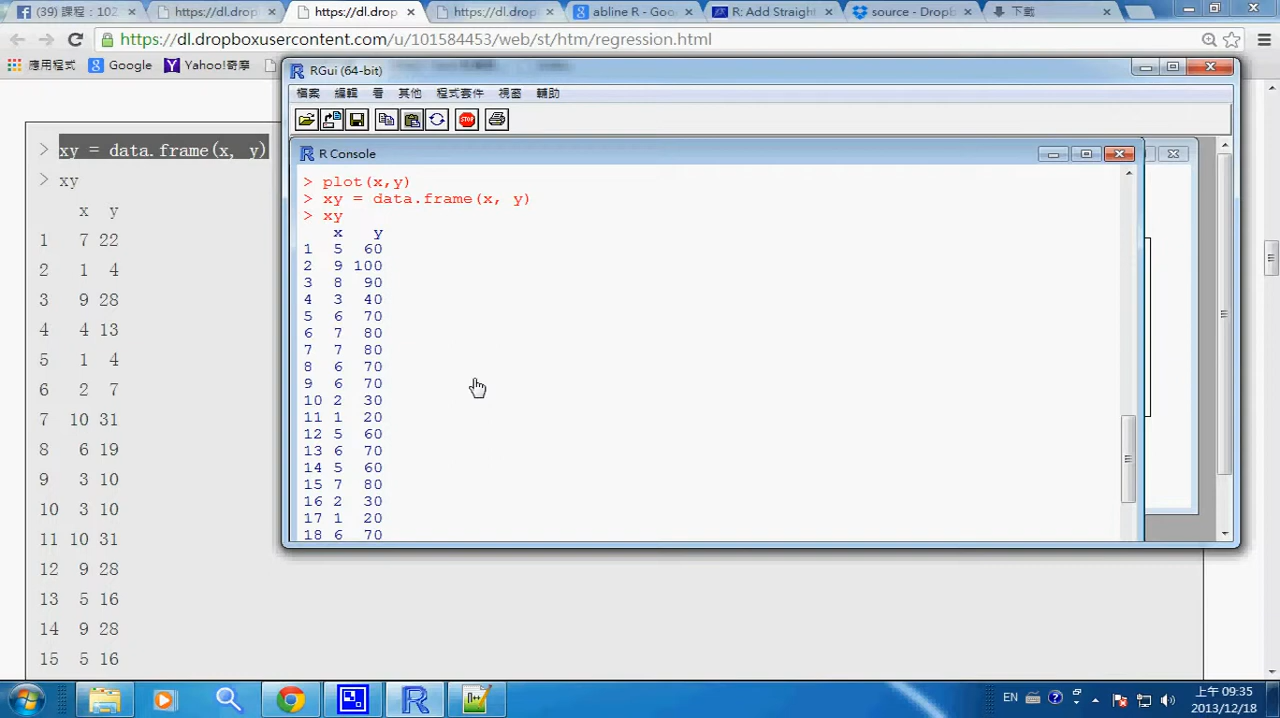 (39) 課程：102
https://dl.drop
https://dl.drop
https://dl.drop
abline R - Goo
R: Add Straight
source - Dropb
下載
https://dl.dropboxusercontent.com/u/101584453/web/st/htm/regression.html
應用程式
Google
Yahoo!奇摩
> xy = data.frame(x, y)
> xy
x y
1 7 22
2 1 4
3 9 28
4 4 13
5 1 4
6 2 7
7 10 31
8 6 19
9 3 10
10 3 10
11 10 31
12 9 28
13 5 16
14 9 28
15 5 16
RGui (64-bit)
檔案 編輯 看 其他 程式套件 視窗 輔助
STOP
R Console
> plot(x,y)
> xy = data.frame(x, y)
> xy
x y
1 5 60
2 9 100
3 8 90
4 3 40
5 6 70
6 7 80
7 7 80
8 6 70
9 6 70
10 2 30
11 1 20
12 5 60
13 6 70
14 5 60
15 7 80
16 2 30
17 1 20
18 6 70
EN
上午 09:35
2013/12/18